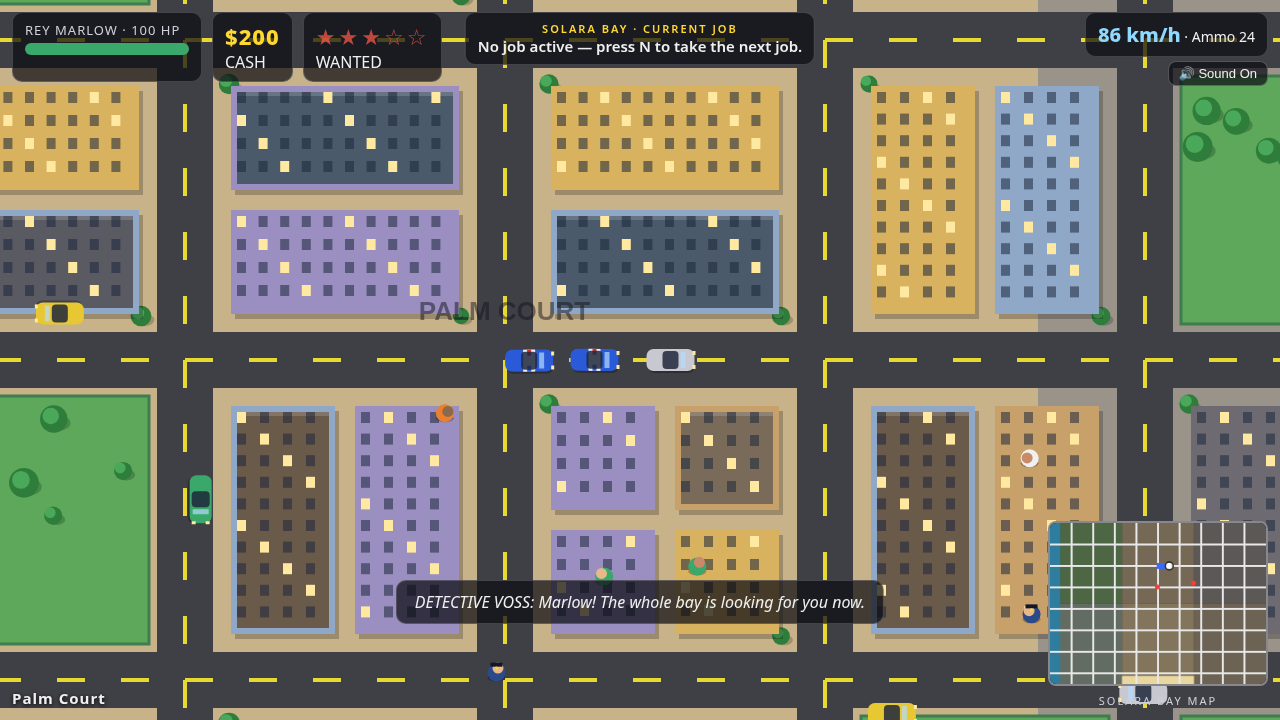 REY MARLOW · 100 HP
$200
CASH
★★★☆☆
WANTED
SOLARA BAY · CURRENT JOB
No job active — press N to take the next job.
86 km/h · Ammo 24
🔊 Sound On
PALM COURT
DETECTIVE VOSS: Marlow! The whole bay is looking for you now.
Palm Court
SOLARA BAY MAP